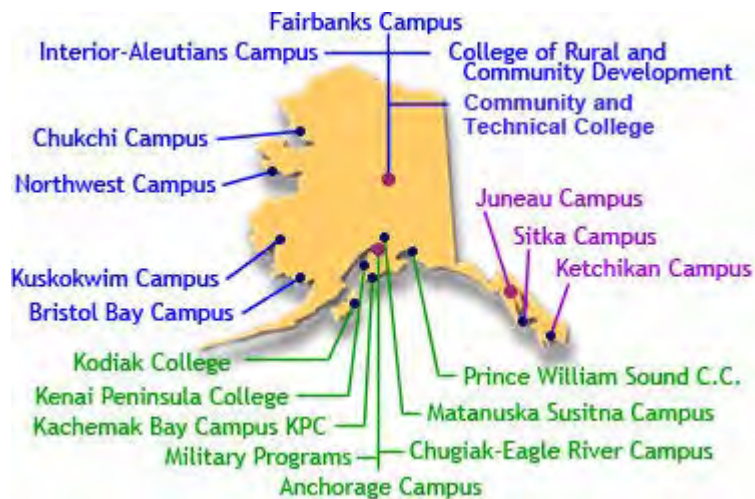 Fairbanks Campus
Interior-Aleutians Campus
College of Rural and
Community Development
Community and
Technical College
Chukchi Campus
Northwest Campus
Juneau Campus
Sitka Campus
Ketchikan Campus
Kuskokwim Campus
Bristol Bay Campus
Kodiak College
Prince William Sound C.C.
Kenai Peninsula College
Matanuska Susitna Campus
Kachemak Bay Campus KPC
Chugiak-Eagle River Campus
Military Programs
Anchorage Campus